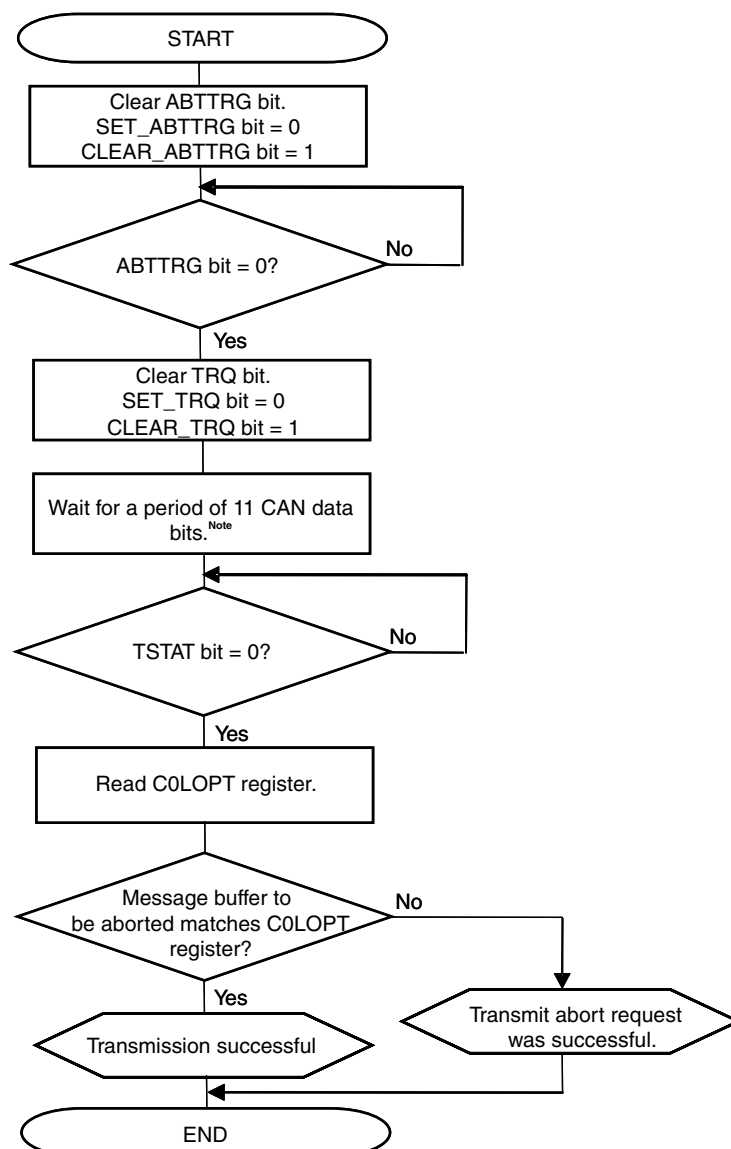 START
Clear ABTTRG bit.
SET_ABTTRG bit = 0
CLEAR_ABTTRG bit = 1
ABTTRG bit = 0?
No
Yes
Clear TRQ bit.
SET_TRQ bit = 0
CLEAR_TRQ bit = 1
Wait for a period of 11 CAN data
bits.Note
TSTAT bit = 0?
No
Yes
Read C0LOPT register.
Message buffer to
be aborted matches C0LOPT
register?
No
Yes
Transmit abort request
was successful.
Transmission successful
END